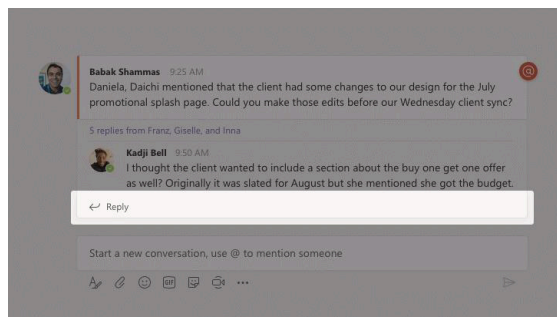 Babak Shammas 9:25 AM
@
Daniela, Daichi mentioned that the client had some changes to our design for the July
promotional splash page. Could you make those edits before our Wednesday client sync?
5 replies from Franz, Giselle, and Inna
Kadji Bell 9:50 AM
I thought the client wanted to include a section about the buy one get one offer
as well? Originally it was slated for August but she mentioned she got the budget.
Reply
Start a new conversation, use @ to mention someone
GIF